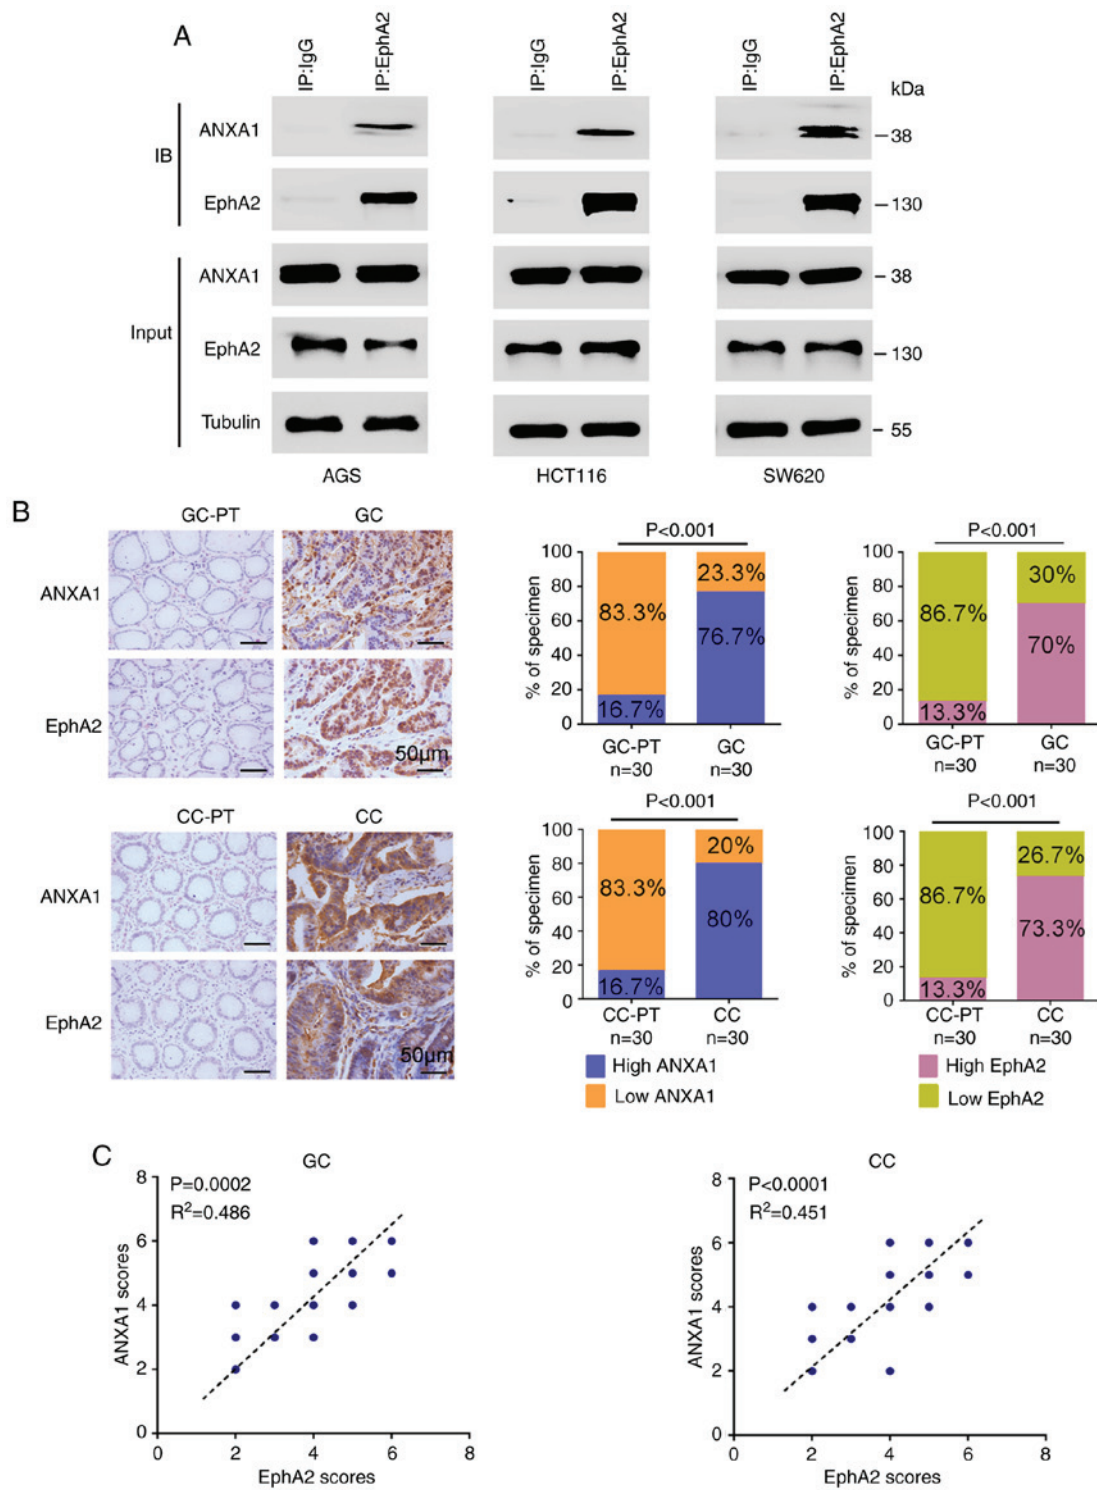 A
IP:IgG
IP:EphA2
IP:IgG
IP:EphA2
IP:IgG
IP:EphA2
kDa
IB
ANXA1
38
EphA2
130
Input
ANXA1
38
EphA2
130
Tubulin
55
AGS
HCT116
SW620
B
GC-PT
GC
ANXA1
EphA2
50μm
CC-PT
CC
ANXA1
EphA2
50μm
P<0.001
% of specimen
100
80
60
40
20
0
83.3%
16.7%
23.3%
76.7%
GC-PT
n=30
GC
n=30
P<0.001
% of specimen
100
80
60
40
20
0
86.7%
13.3%
30%
70%
GC-PT
n=30
GC
n=30
P<0.001
% of specimen
100
80
60
40
20
0
83.3%
16.7%
20%
80%
CC-PT
n=30
CC
n=30
High ANXA1
Low ANXA1
P<0.001
% of specimen
100
80
60
40
20
0
86.7%
13.3%
26.7%
73.3%
CC-PT
n=30
CC
n=30
High EphA2
Low EphA2
C
GC
P=0.0002
R²=0.486
ANXA1 scores
8
6
4
2
0
0 2 4 6 8
EphA2 scores
CC
P<0.0001
R²=0.451
ANXA1 scores
8
6
4
2
0
0 2 4 6 8
EphA2 scores